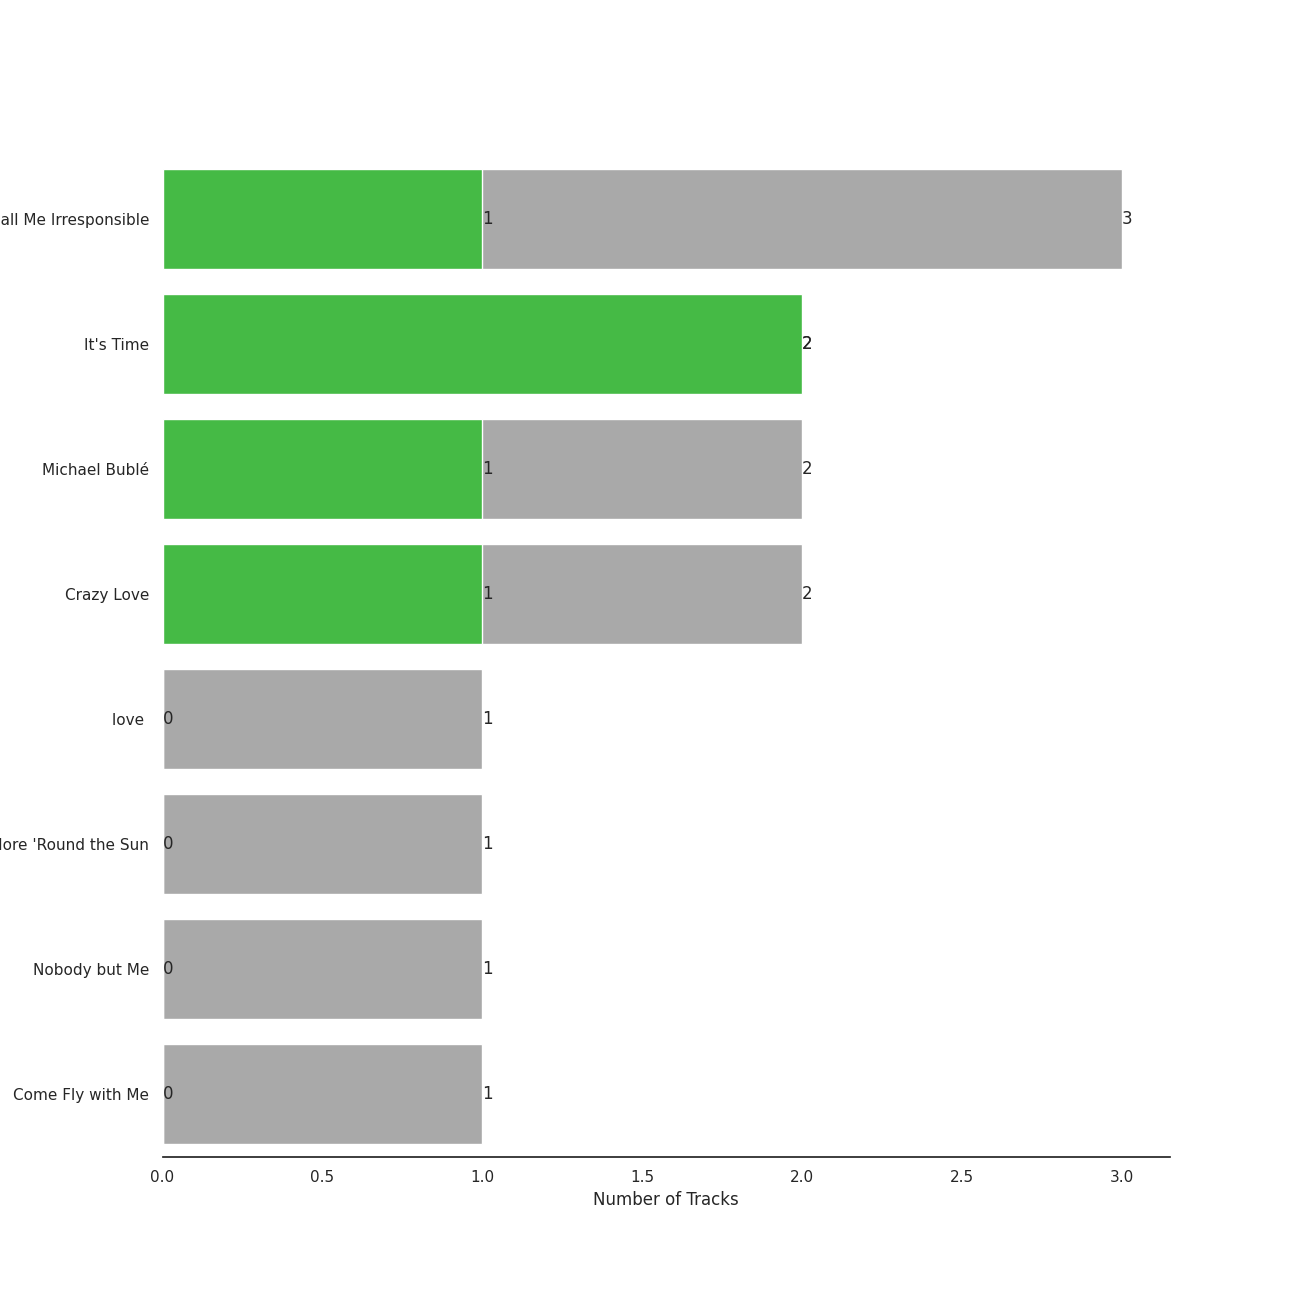 all Me Irresponsible 1 3
It's Time 2
Michael Bublé 1 2
Crazy Love 1 2
love 0 1
'Round the Sun 0 1
Nobody but Me 0 1
Come Fly with Me 0 1
0.0 0.5 1.0 1.5 2.0 2.5 3.0
Number of Tracks